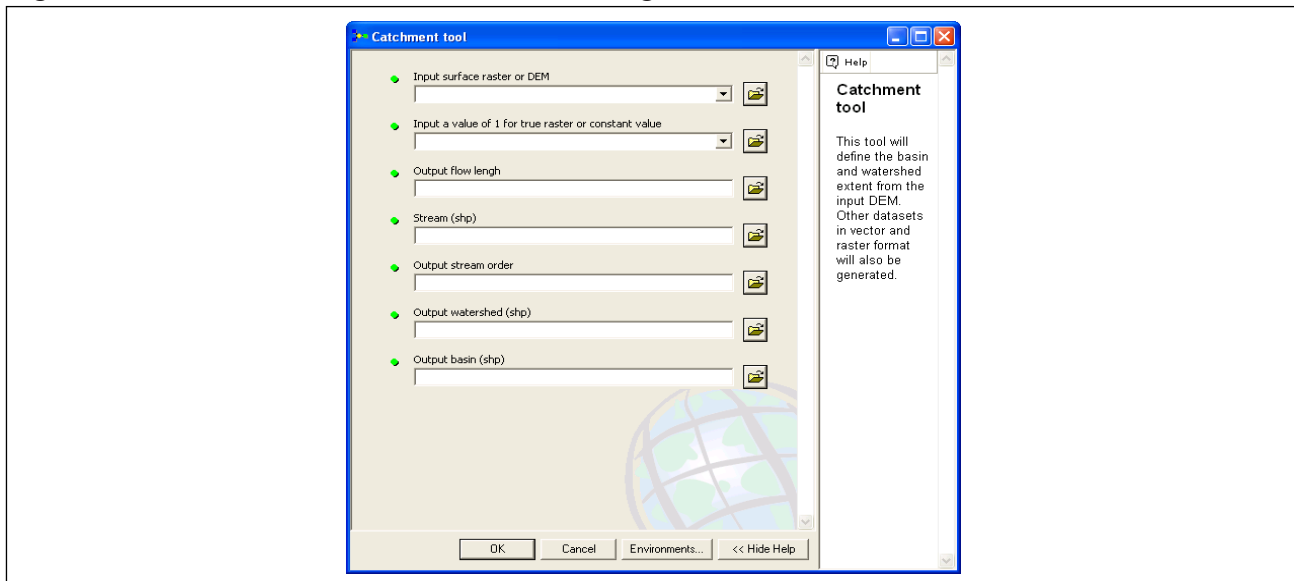 Catchment tool
Input surface raster or DEM
Input a value of 1 for true raster or constant value
Output flow lengh
Stream (shp)
Output stream order
Output watershed (shp)
Output basin (shp)
OK
Cancel
Environments...
<< Hide Help
Help
Catchment
tool
This tool will
define the basin
and watershed
extent from the
input DEM.
Other datasets
in vector and
raster format
will also be
generated.